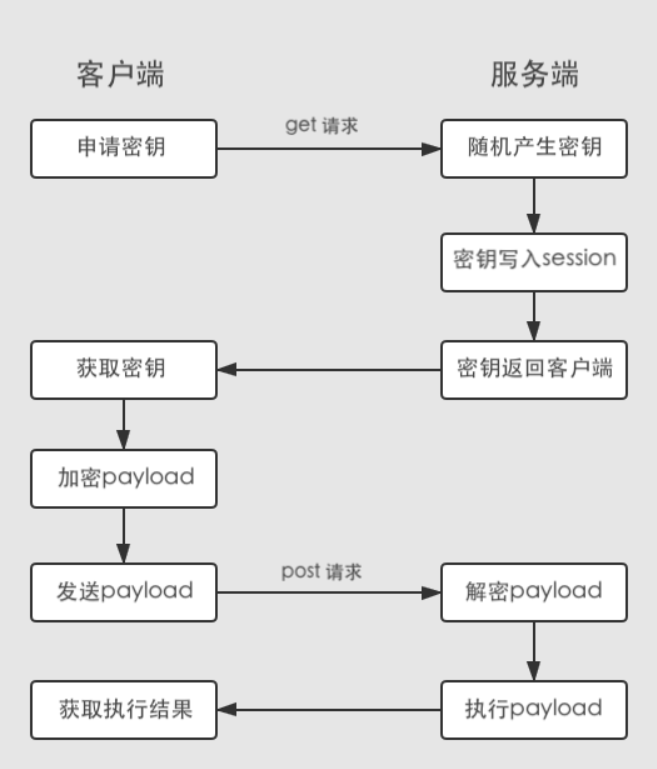 客户端
服务端
申请密钥
get 请求
随机产生密钥
密钥写入session
获取密钥
密钥返回客户端
加密payload
发送payload
post 请求
解密payload
获取执行结果
执行payload